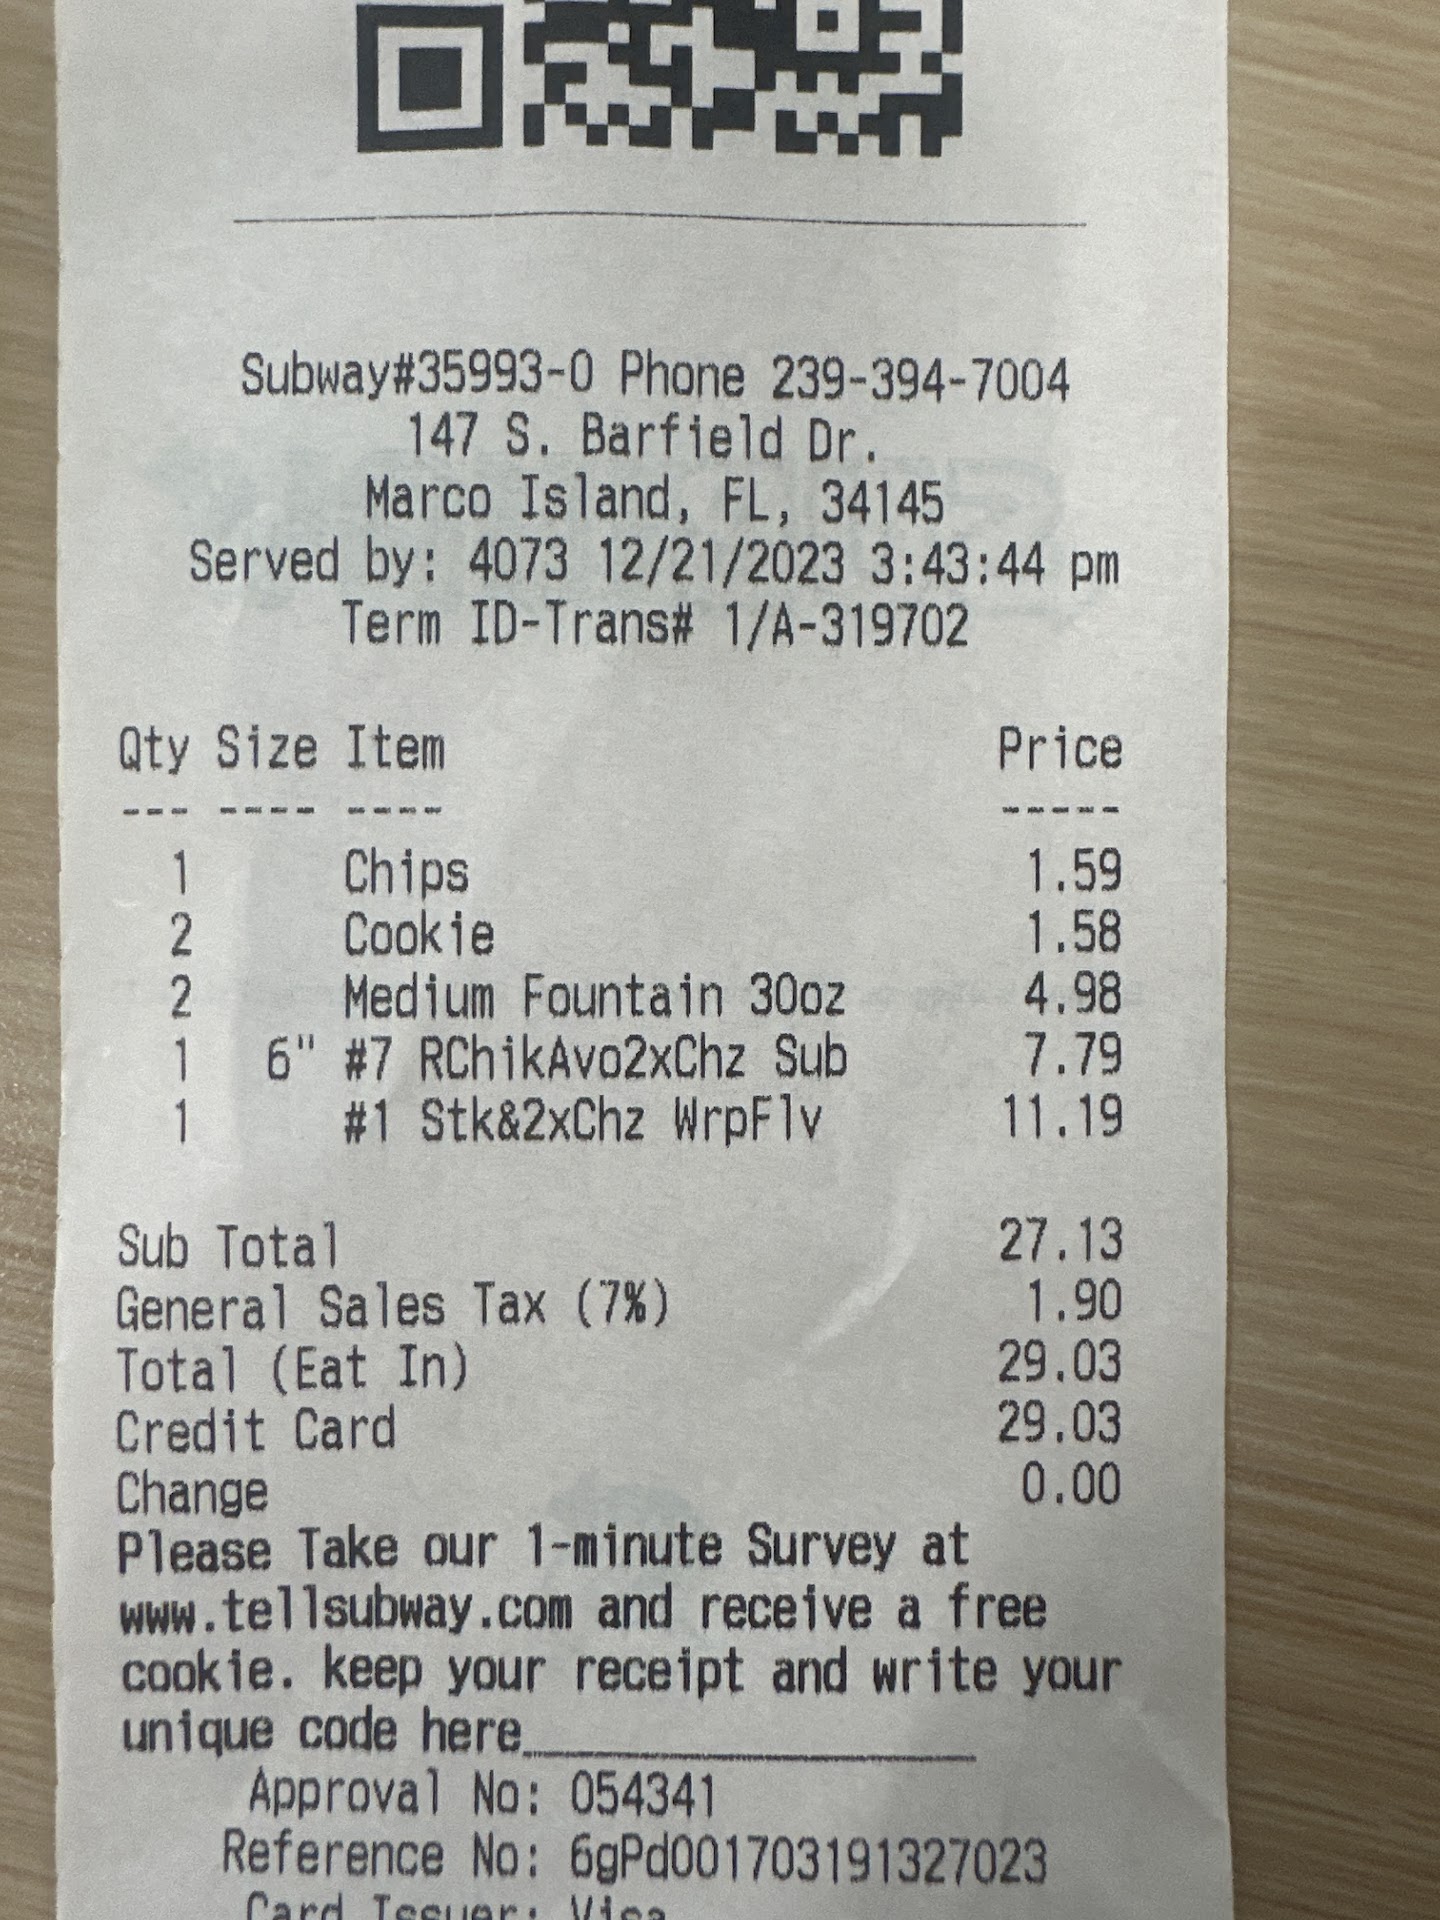 Subway#35993-0 Phone 239-394-7004
147 S. Barfield Dr.
Marco Island, FL, 34145
Served by: 4073 12/21/2023 3:43:44 pm
Term ID-Trans# 1/A-319702
Qty Size Item Price
--- ---- ---- -----
1 Chips 1.59
2 Cookie 1.58
2 Medium Fountain 30oz 4.98
1 6" #7 RChikAvo2xChz Sub 7.79
1 #1 Stk&2xChz WrpFlv 11.19
Sub Total 27.13
General Sales Tax (7%) 1.90
Total (Eat In) 29.03
Credit Card 29.03
Change 0.00
Please Take our 1-minute Survey at
www.tellsubway.com and receive a free
cookie. keep your receipt and write your
unique code here__________________
Approval No: 054341
Reference No: 6gPd001703191327023
Card Issuer: Visa